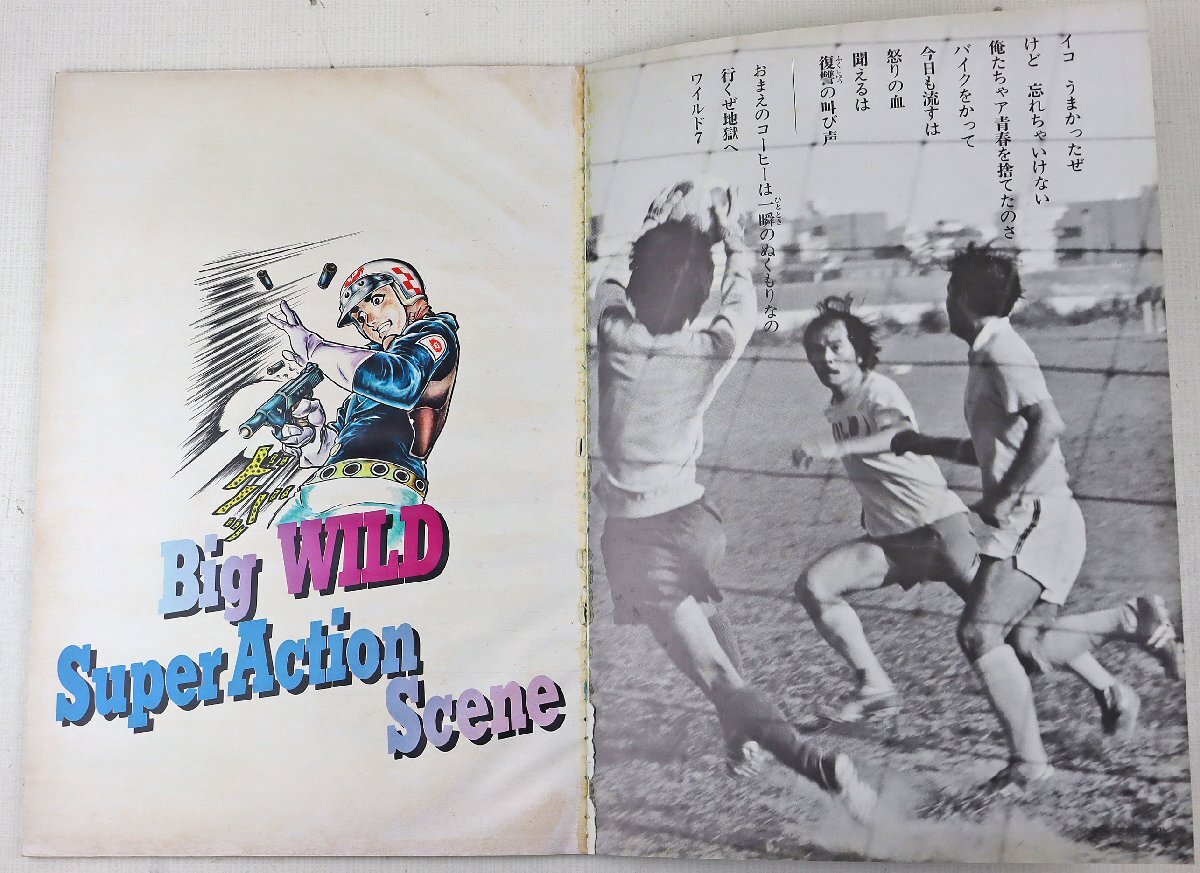 Big WILD
Super Action
Scene
イコ うまかったぜ
けど 忘れちゃいけない
俺たちゃア青春を捨てたのさ
バイクをかって
今日も流すは
怒りの血
聞えるは
復讐の叫び声
おまえのコーヒーは一瞬のぬくもりなの
行くぜ地獄へ
ワイルド7